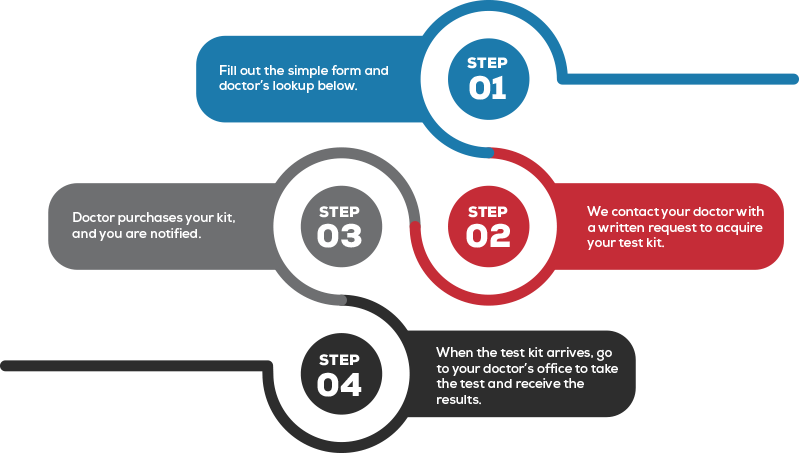 STEP
01
Fill out the simple form and
doctor's lookup below.
STEP
02
We contact your doctor with
a written request to acquire
your test kit.
STEP
03
Doctor purchases your kit,
and you are notified.
STEP
04
When the test kit arrives, go
to your doctor's office to take
the test and receive the
results.